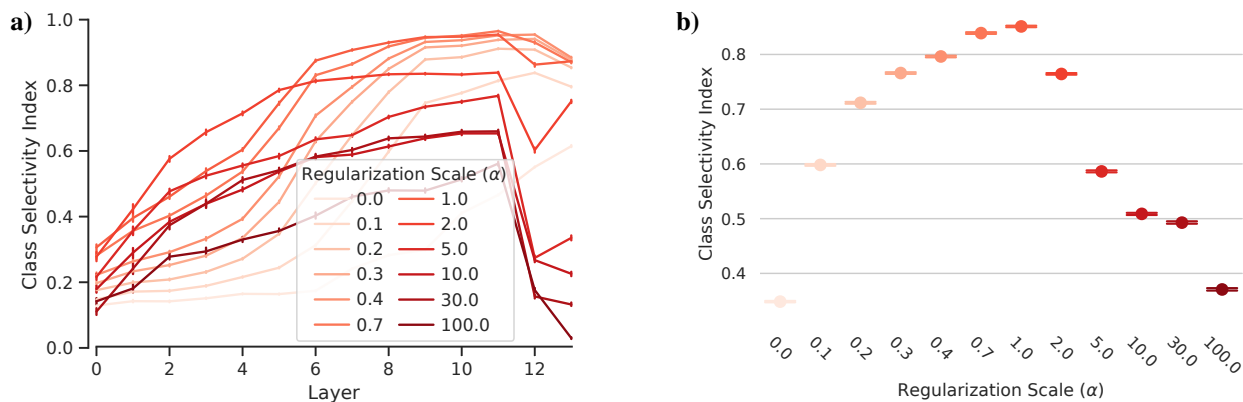 a)
Class Selectivity Index
1.0
0.8
0.6
0.4
0.2
0.0
0 2 4 6 8 10 12
Layer
Regularization Scale (α)
0.0 1.0
0.1 2.0
0.2 5.0
0.3 10.0
0.4 30.0
0.7 100.0
b)
Class Selectivity Index
0.8
0.7
0.6
0.5
0.4
0.0 0.1 0.2 0.3 0.4 0.7 1.0 2.0 5.0 10.0 30.0 100.0
Regularization Scale (α)